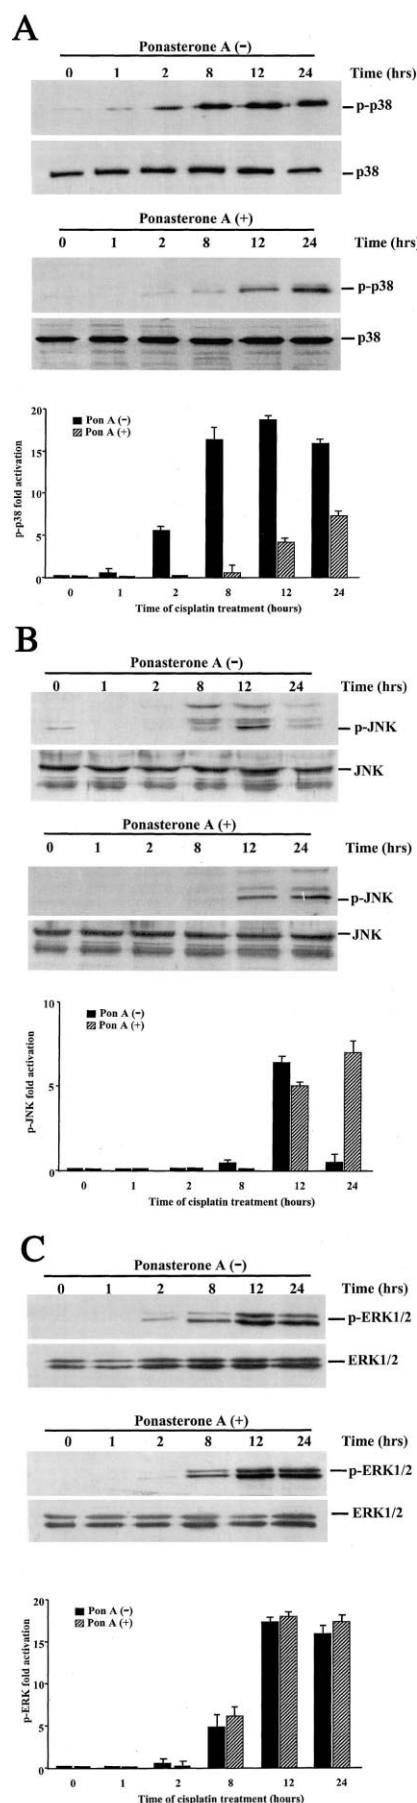 A
Ponasterone A (−)
0 1 2 8 12 24 Time (hrs)
p-p38
p38
Ponasterone A (+)
0 1 2 8 12 24 Time (hrs)
p-p38
p38
20
15
10
5
0
p-p38 fold activation
Pon A (−)
Pon A (+)
0 1 2 8 12 24
Time of cisplatin treatment (hours)
B
Ponasterone A (−)
0 1 2 8 12 24 Time (hrs)
p-JNK
JNK
Ponasterone A (+)
0 1 2 8 12 24 Time (hrs)
p-JNK
JNK
10
5
0
p-JNK fold activation
Pon A (−)
Pon A (+)
0 1 2 8 12 24
Time of cisplatin treatment (hours)
C
Ponasterone A (−)
0 1 2 8 12 24 Time (hrs)
p-ERK1/2
ERK1/2
Ponasterone A (+)
0 1 2 8 12 24 Time (hrs)
p-ERK1/2
ERK1/2
20
15
10
5
0
p-ERK fold activation
Pon A (−)
Pon A (+)
0 1 2 8 12 24
Time of cisplatin treatment (hours)